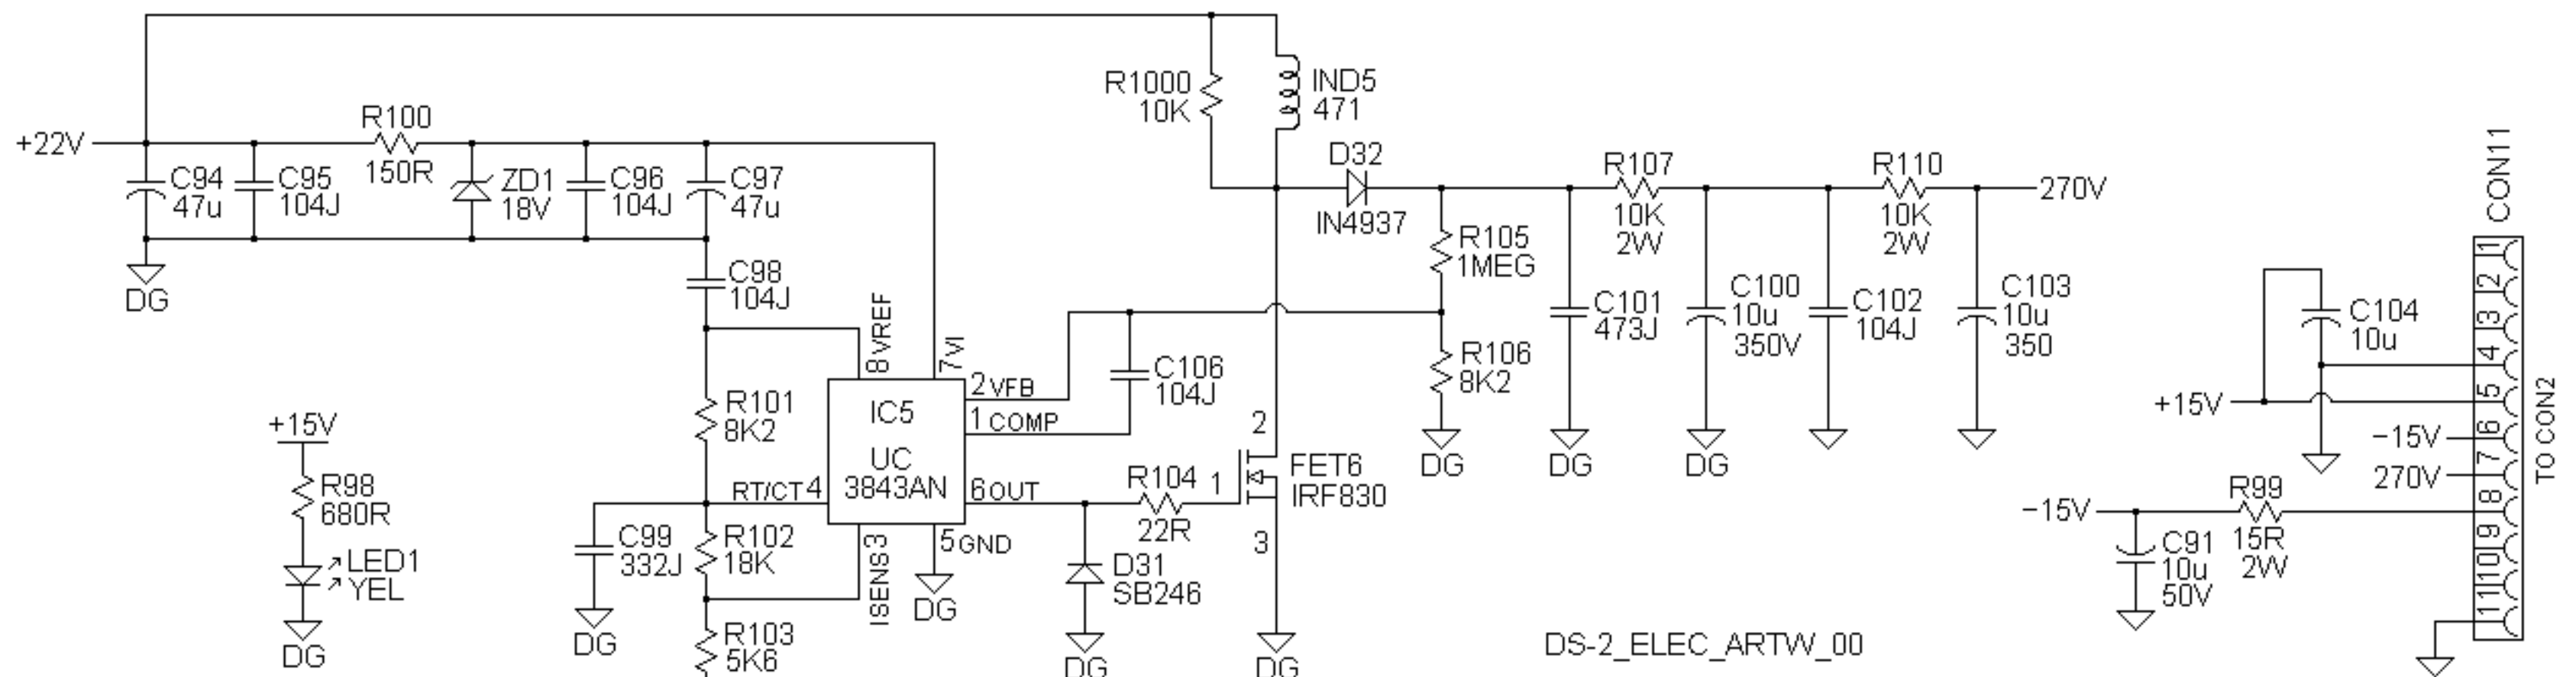 +22V
C94
47u
C95
104J
R100
150R
ZD1
18V
C96
104J
C97
47u
DG
C98
104J
R1000
10K
IND5
471
D32
IN4937
R105
1MEG
R106
8K2
DG
R107
10K
2W
R110
10K
2W
270V
C101
473J
DG
C100
10u
350V
DG
C102
104J
C103
10u
350
+15V
R98
680R
LED1
YEL
DG
R101
8K2
C99
332J
DG
R102
18K
R103
5K6
IC5
UC
3843AN
8 VREF
7 VI
2 VFB
1 COMP
RT/CT 4
6 OUT
ISENS 3
5 GND
DG
C106
104J
R104
22R
D31
SB246
DG
1
2
3
FET6
IRF830
DG
DS-2_ELEC_ARTW_00
CON11
1
2
3
4
5
6
7
8
9
10
11
TO CON2
C104
10u
+15V
-15V
270V
-15V
R99
15R
2W
C91
10u
50V